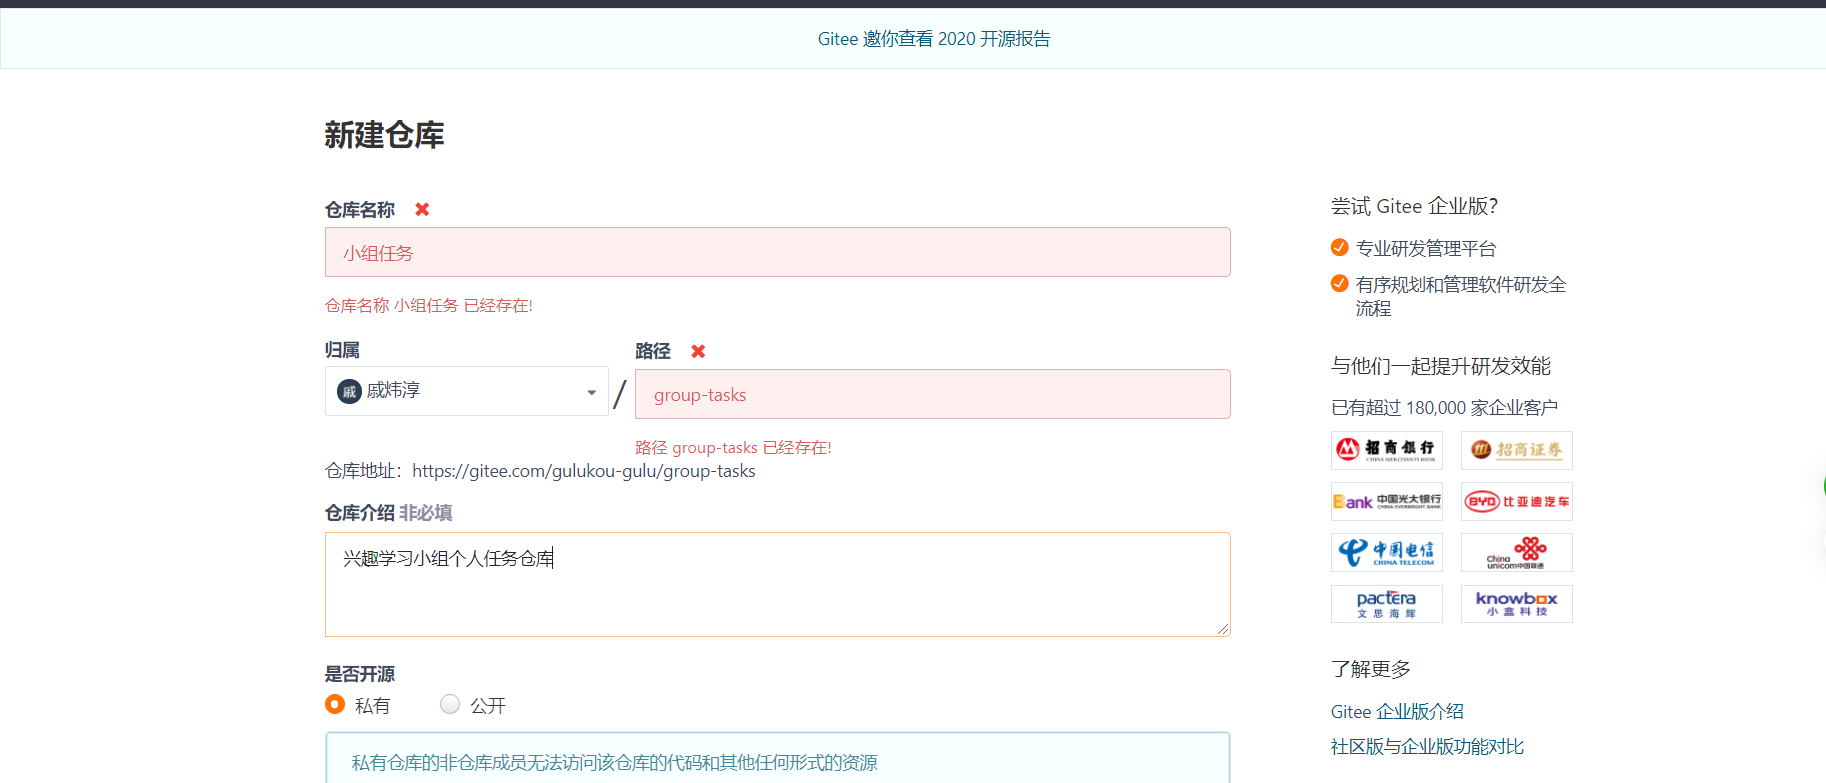 Gitee 邀你查看 2020 开源报告
新建仓库
仓库名称
小组任务
仓库名称 小组任务 已经存在!
归属
路径
戚 戚炜淳
/
group-tasks
路径 group-tasks 已经存在!
仓库地址：https://gitee.com/gulukou-gulu/group-tasks
仓库介绍 非必填
兴趣学习小组个人任务仓库
是否开源
私有
公开
私有仓库的非仓库成员无法访问该仓库的代码和其他任何形式的资源
尝试 Gitee 企业版？
专业研发管理平台
有序规划和管理软件研发全
流程
与他们一起提升研发效能
已有超过 180,000 家企业客户
招商银行
CHINA MERCHANTS BANK
招商证券
Bank 中国光大银行
CHINA EVERBRIGHT BANK
BYD 比亚迪汽车
中国电信
CHINA TELECOM
China
unicom中国联通
pactera
文思海辉
knowbox
小盒科技
了解更多
Gitee 企业版介绍
社区版与企业版功能对比